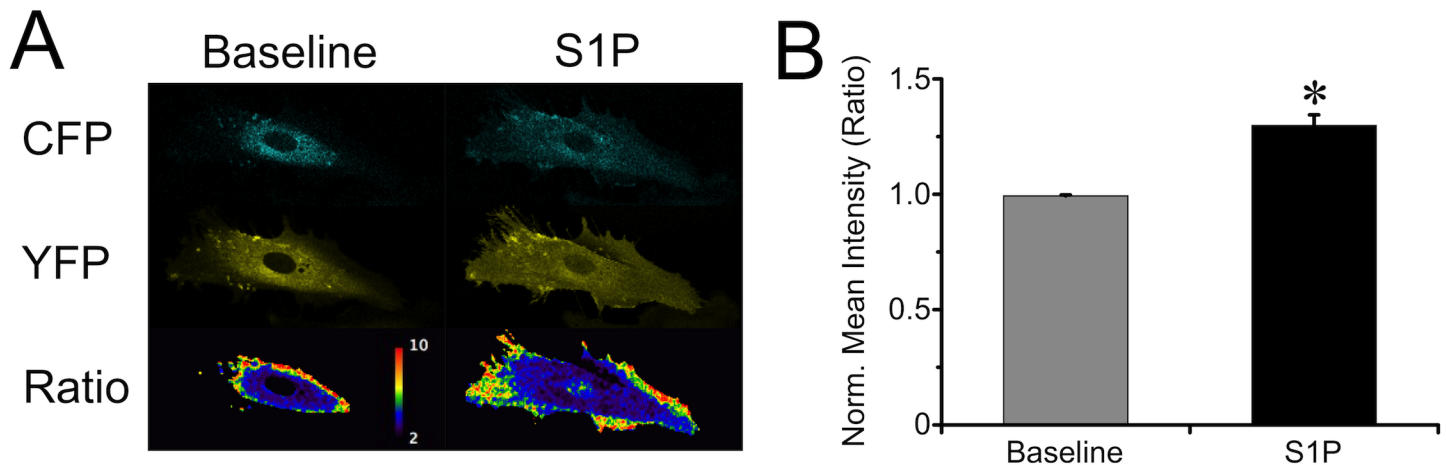 A
Baseline
S1P
CFP
YFP
Ratio
10
2
B
Norm. Mean Intensity (Ratio)
1.5
1.0
0.5
0
*
Baseline
S1P